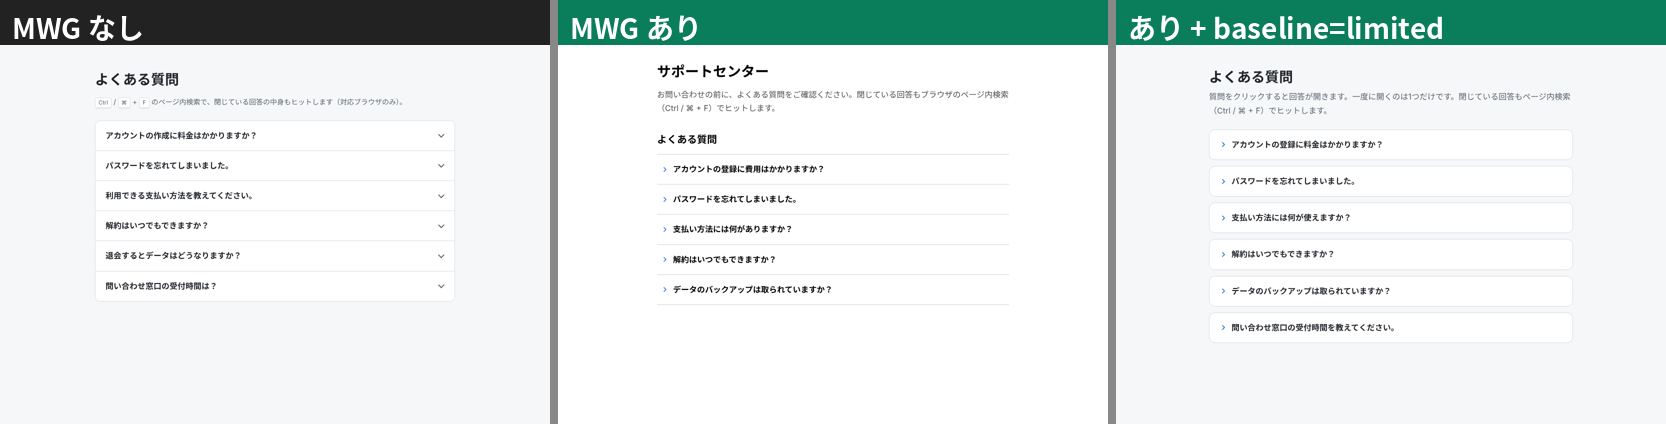 MWG なし
よくある質問
Ctrl / ⌘ + F のページ内検索で、閉じている回答の中身もヒットします（対応ブラウザのみ）。
アカウントの作成に料金はかかりますか？
パスワードを忘れてしまいました。
利用できる支払い方法を教えてください。
解約はいつでもできますか？
退会するとデータはどうなりますか？
問い合わせ窓口の受付時間は？
MWG あり
サポートセンター
お問い合わせの前に、よくある質問をご確認ください。閉じている回答もブラウザのページ内検索
（Ctrl / ⌘ + F）でヒットします。
よくある質問
アカウントの登録に費用はかかりますか？
パスワードを忘れてしまいました。
支払い方法には何がありますか？
解約はいつでもできますか？
データのバックアップは取られていますか？
あり + baseline=limited
よくある質問
質問をクリックすると回答が開きます。一度に開くのは1つだけです。閉じている回答もページ内検索
（Ctrl / ⌘ + F）でヒットします。
アカウントの登録に料金はかかりますか？
パスワードを忘れてしまいました。
支払い方法には何が使えますか？
解約はいつでもできますか？
データのバックアップは取られていますか？
問い合わせ窓口の受付時間を教えてください。